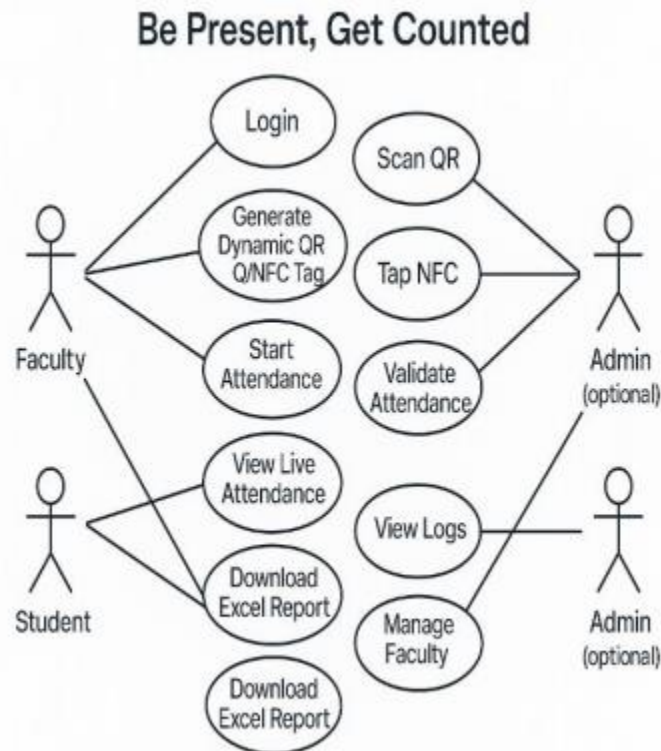 Be Present, Get Counted
Login
Scan QR
Generate
Dynamic QR
Q/NFC Tag
Tap NFC
Faculty
Start
Attendance
Validate
Attendance
Admin
(optional)
View Live
Attendance
View Logs
Student
Download
Excel Report
Manage
Faculty
Admin
(optional)
Download
Excel Report